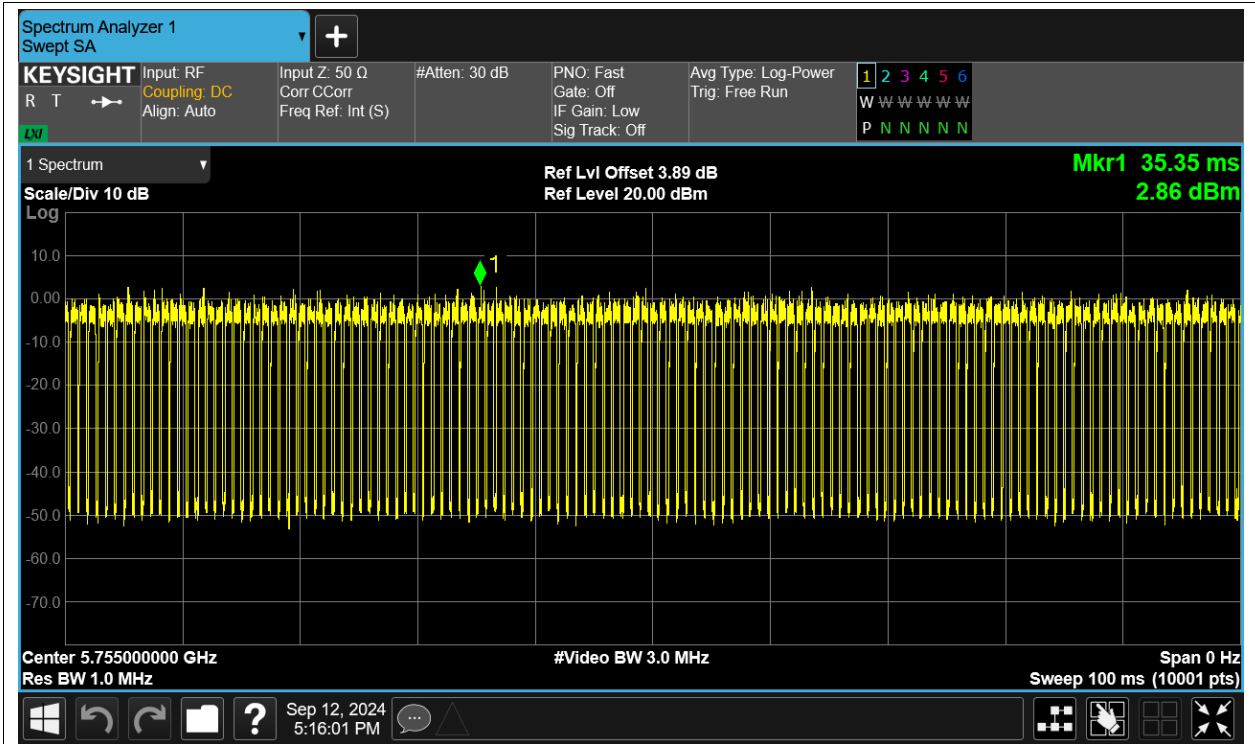 Spectrum Analyzer 1
Swept SA
+
KEYSIGHT
R T
LXI
Input: RF
Coupling: DC
Align: Auto
Input Z: 50 Ω
Corr CCorr
Freq Ref: Int (S)
#Atten: 30 dB
PNO: Fast
Gate: Off
IF Gain: Low
Sig Track: Off
Avg Type: Log-Power
Trig: Free Run
1 2 3 4 5 6
W W W W W W
P N N N N N
1 Spectrum
Scale/Div 10 dB
Log
Ref Lvl Offset 3.89 dB
Ref Level 20.00 dBm
Mkr1 35.35 ms
2.86 dBm
1
10.0
0.00
-10.0
-20.0
-30.0
-40.0
-50.0
-60.0
-70.0
Center 5.755000000 GHz
Res BW 1.0 MHz
#Video BW 3.0 MHz
Span 0 Hz
Sweep 100 ms (10001 pts)
?
Sep 12, 2024
5:16:01 PM